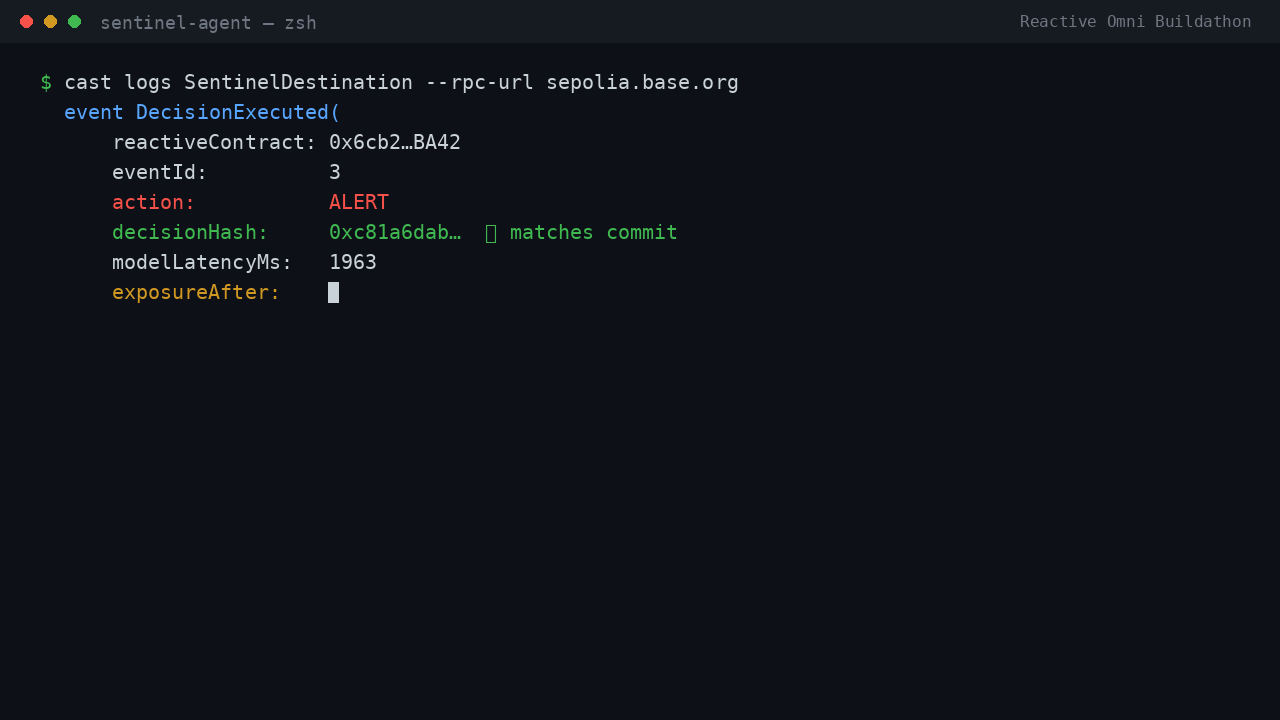 sentinel-agent — zsh
Reactive Omni Buildathon
$ cast logs SentinelDestination --rpc-url sepolia.base.org
event DecisionExecuted(
reactiveContract: 0x6cb2…BA42
eventId: 3
action: ALERT
decisionHash: 0xc81a6dab… ▯ matches commit
modelLatencyMs: 1963
exposureAfter: